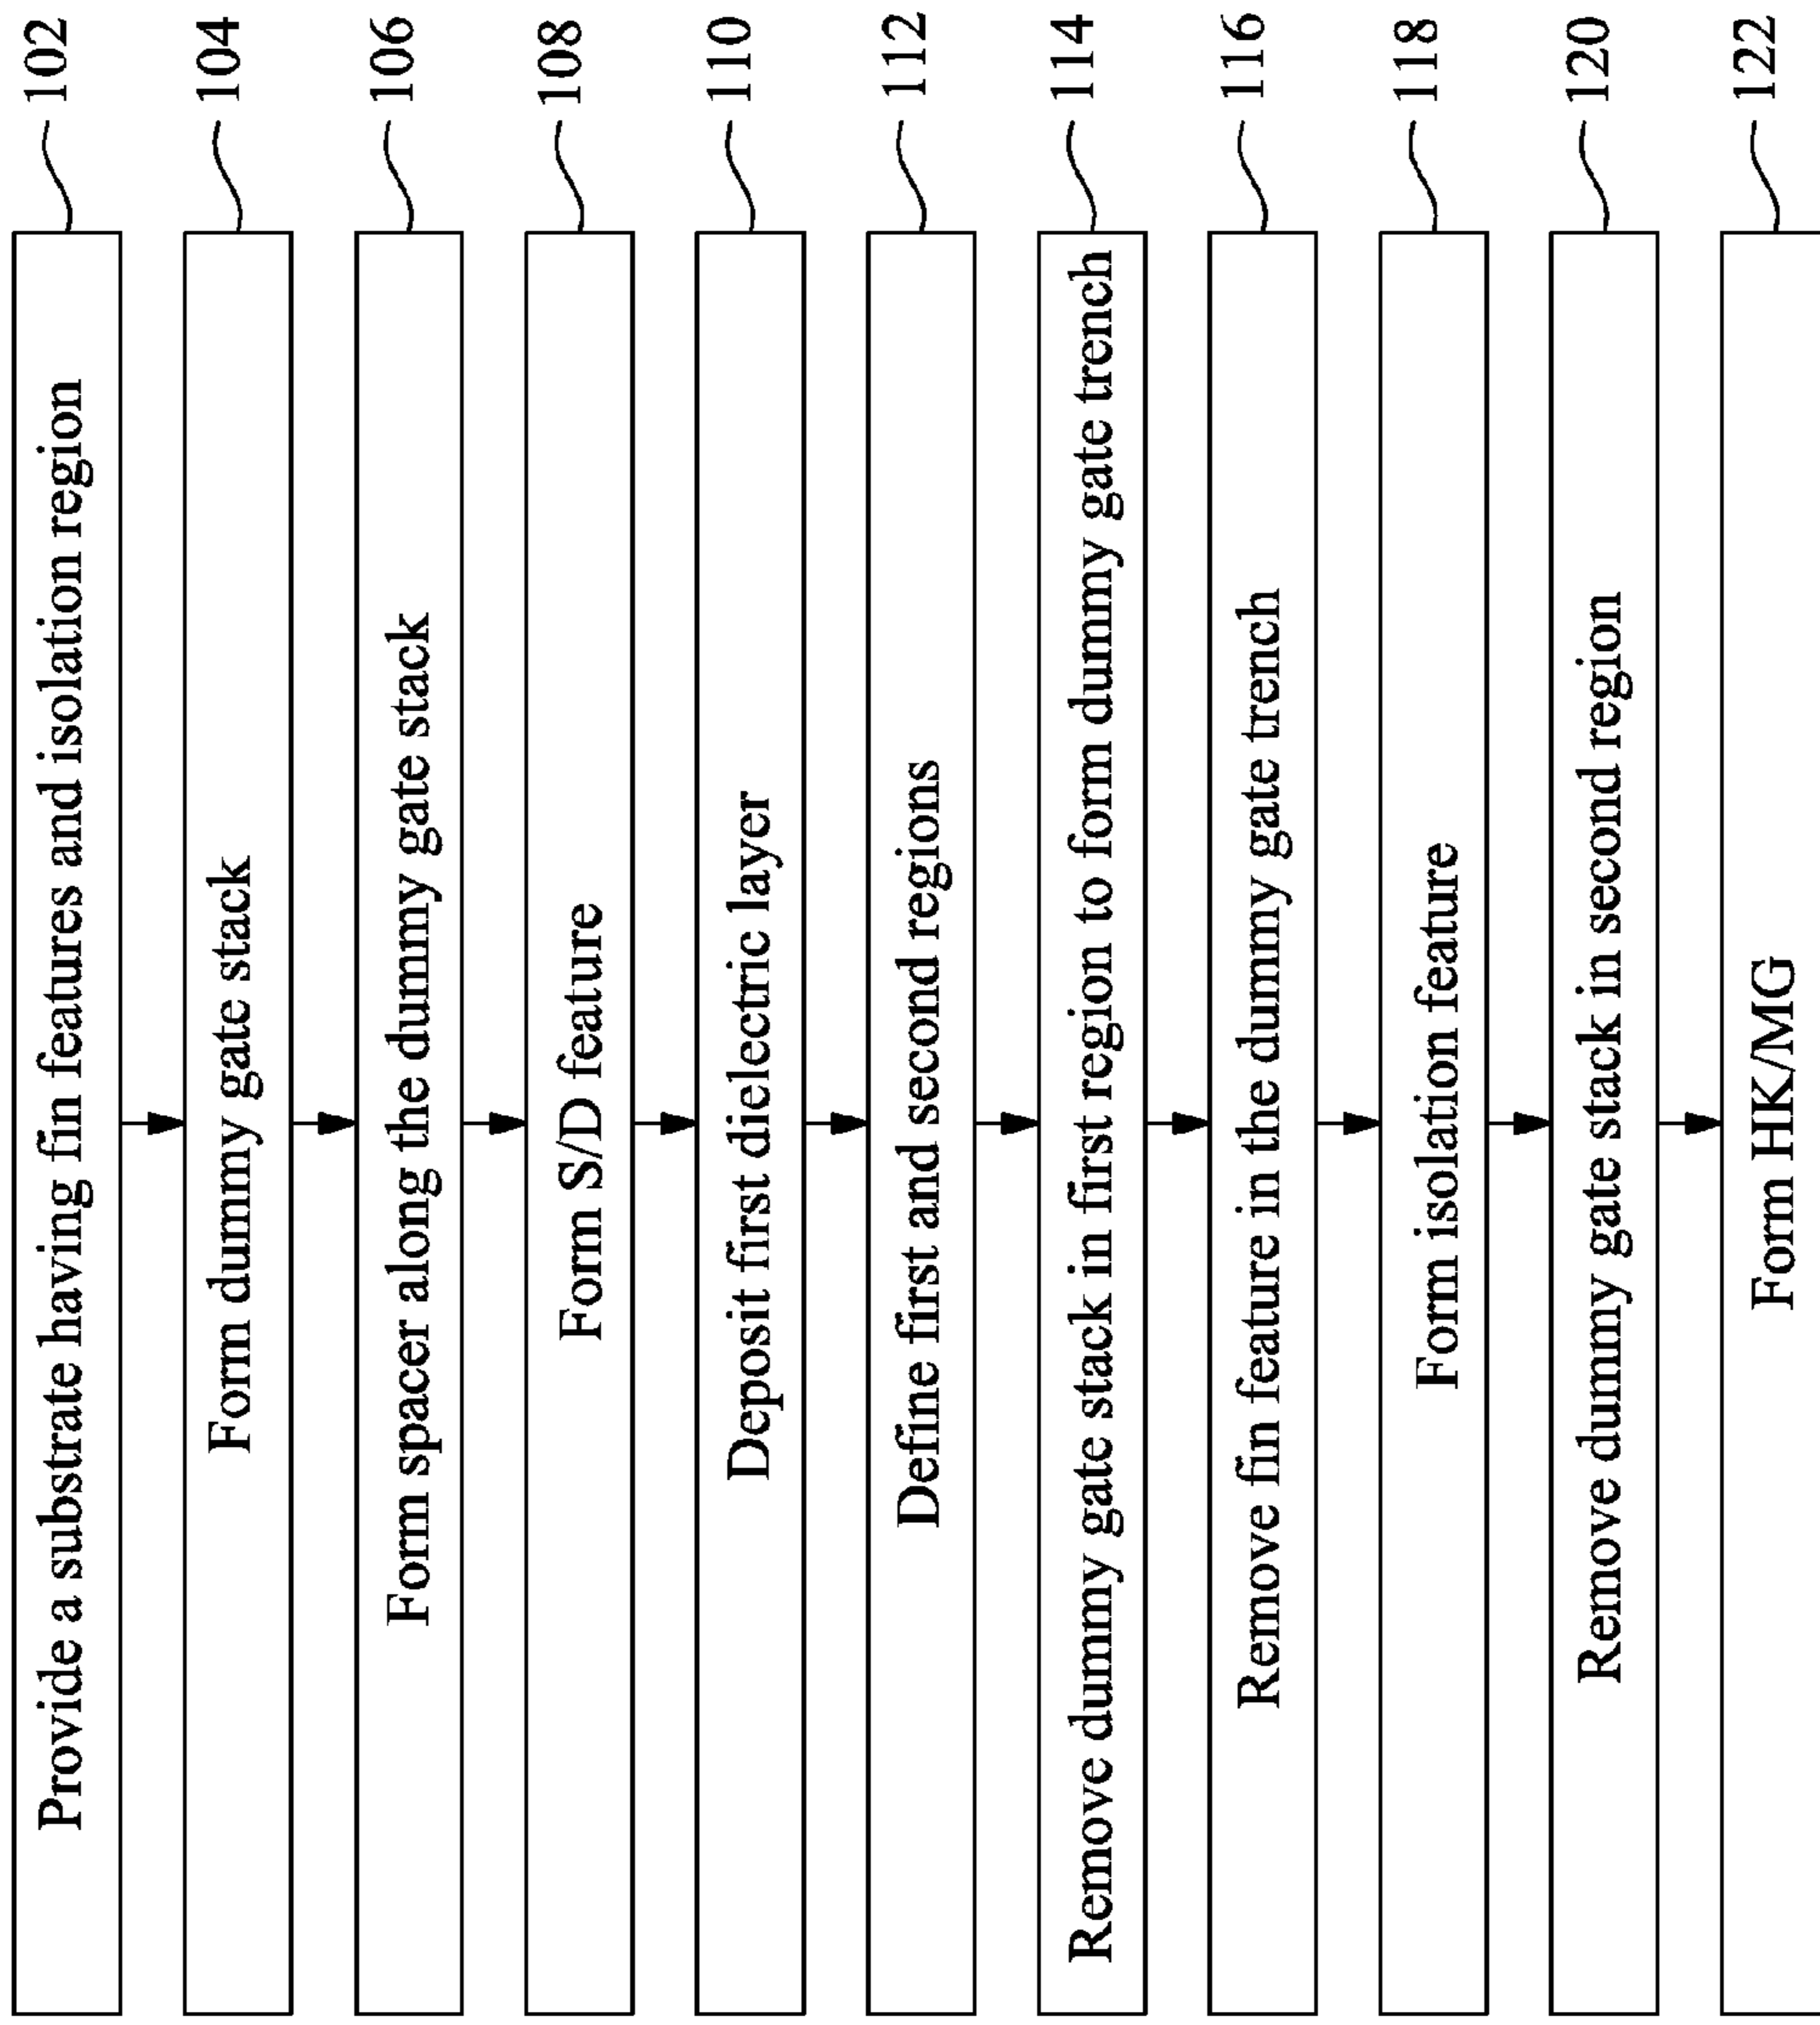 Provide a substrate having fin features and isolation region 102
Form dummy gate stack 104
Form spacer along the dummy gate stack 106
Form S/D feature 108
Deposit first dielectric layer 110
Define first and second regions 112
Remove dummy gate stack in first region to form dummy gate trench 114
Remove fin feature in the dummy gate trench 116
Form isolation feature 118
Remove dummy gate stack in second region 120
Form HK/MG 122